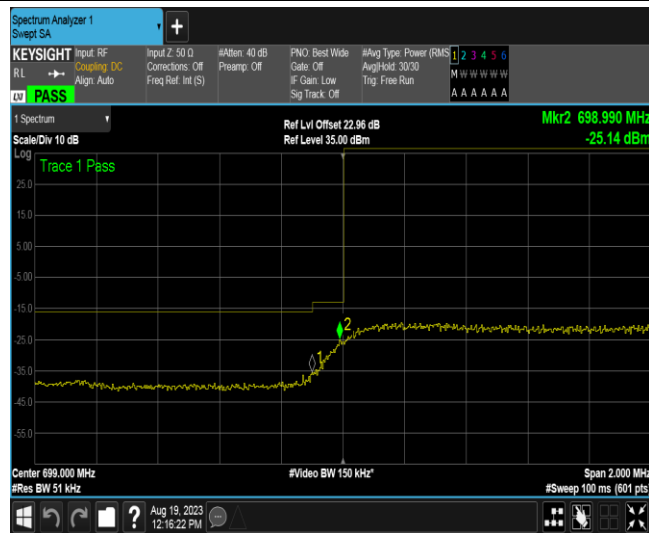 Spectrum Analyzer 1
Swept SA
+
KEYSIGHT Input: RF
RL Coupling: DC
Align: Auto
LXI PASS
Input Z: 50 Ω
Corrections: Off
Freq Ref: Int (S)
#Atten: 40 dB
Preamp: Off
PNO: Best Wide
Gate: Off
IF Gain: Low
Sig Track: Off
#Avg Type: Power (RMS
Avg|Hold: 30/30
Trig: Free Run
1 2 3 4 5 6
M W W W W W
A A A A A A
1 Spectrum
Scale/Div 10 dB
Ref Lvl Offset 22.96 dB
Ref Level 35.00 dBm
Mkr2 698.990 MHz
-25.14 dBm
Log
Trace 1 Pass
25.0
15.0
5.00
-5.00
-15.0
-25.0
-35.0
-45.0
-55.0
2
1
Center 699.000 MHz
#Res BW 51 kHz
#Video BW 150 kHz*
Span 2.000 MHz
#Sweep 100 ms (601 pts)
?
Aug 19, 2023
12:16:22 PM